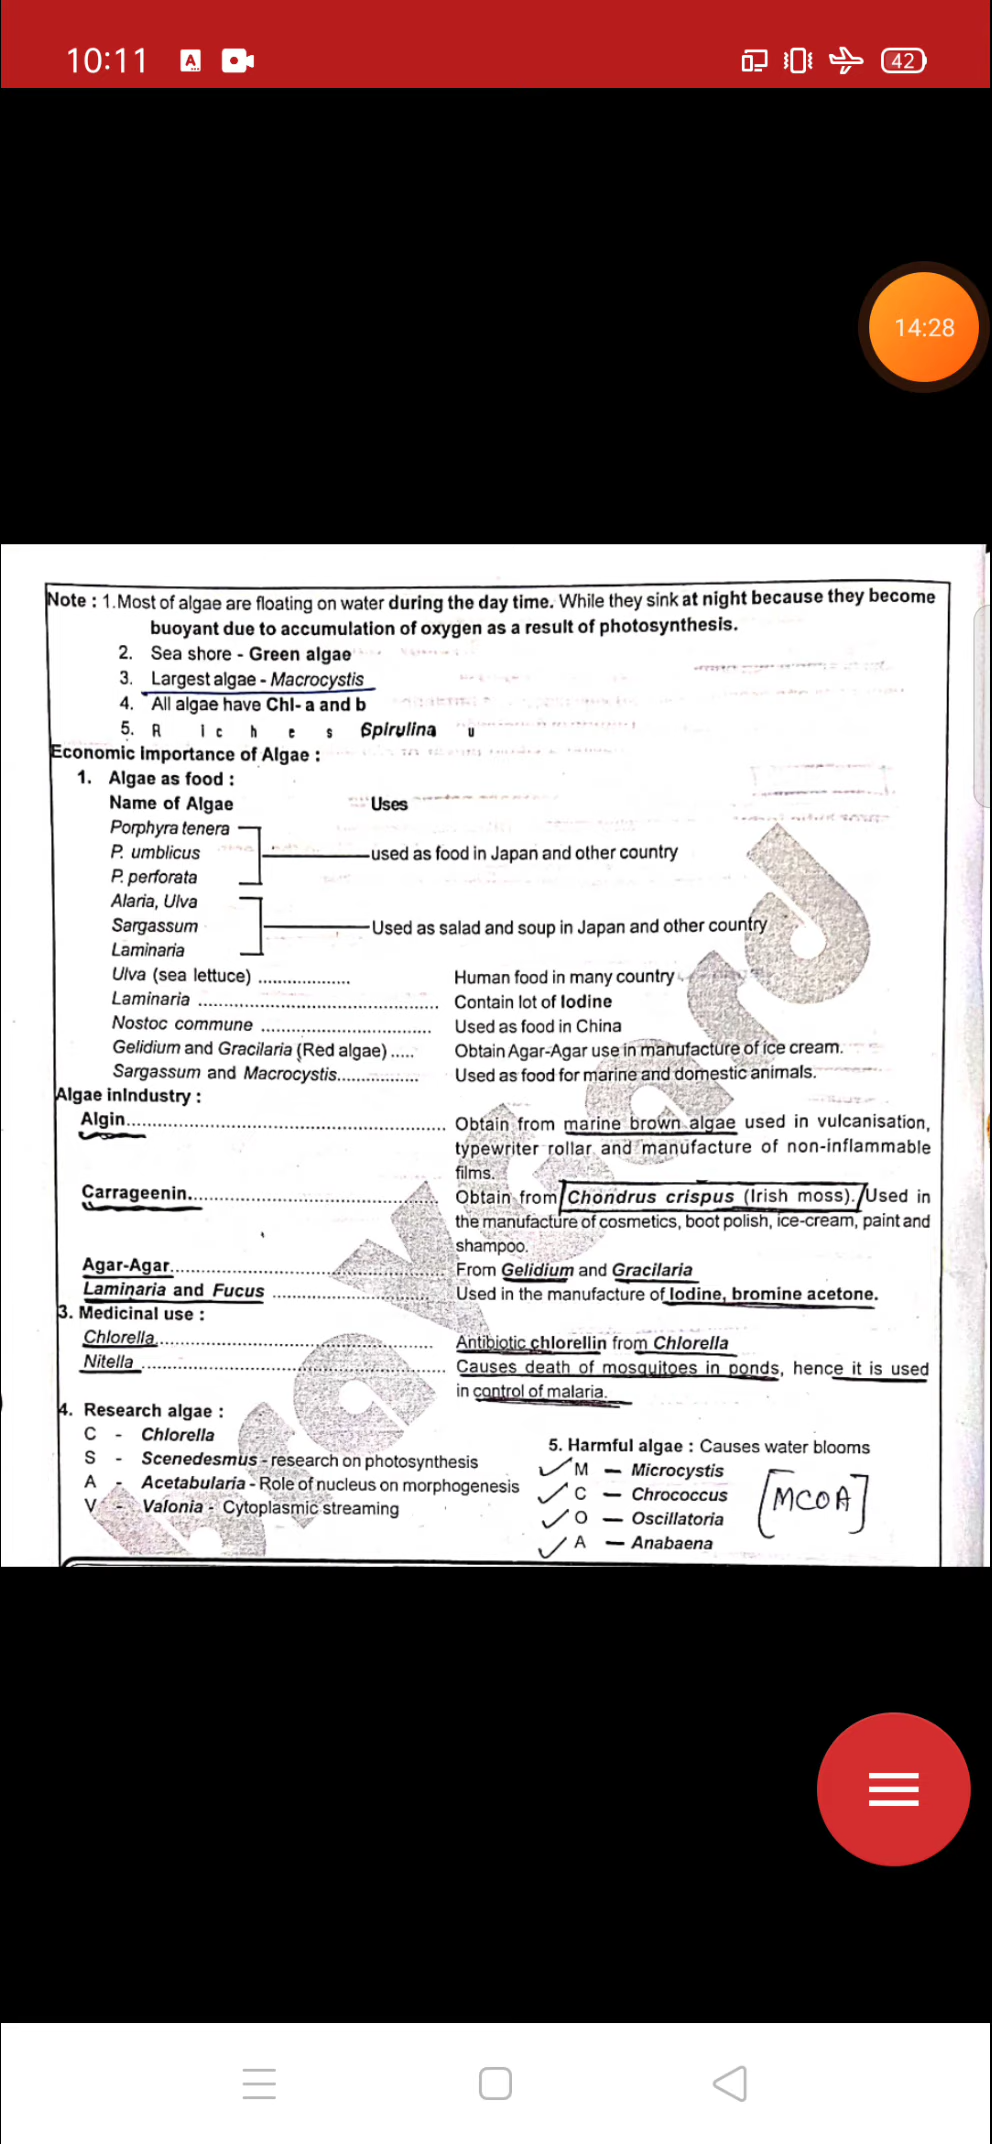 10:11
42
14:28
Note : 1.Most of algae are floating on water during the day time. While they sink at night because they become
buoyant due to accumulation of oxygen as a result of photosynthesis.
2. Sea shore - Green algae
3. Largest algae - Macrocystis
4. All algae have Chl- a and b
5. R i c h e s Spirulina u
Economic Importance of Algae :
1. Algae as food :
Name of Algae Uses
Porphyra tenera
P. umblicus used as food in Japan and other country
P. perforata
Alaria, Ulva
Sargassum Used as salad and soup in Japan and other country
Laminaria
Ulva (sea lettuce) ................... Human food in many country
Laminaria ................................................. Contain lot of Iodine
Nostoc commune ................................... Used as food in China
Gelidium and Gracilaria (Red algae)..... Obtain Agar-Agar use in manufacture of ice cream.
Sargassum and Macrocystis................. Used as food for marine and domestic animals.
Algae inIndustry :
Algin................................................................. Obtain from marine brown algae used in vulcanisation,
typewriter rollar and manufacture of non-inflammable
films.
Carrageenin.................................................... Obtain from Chondrus crispus (Irish moss). Used in
the manufacture of cosmetics, boot polish, ice-cream, paint and
shampoo.
Agar-Agar........................................................ From Gelidium and Gracilaria
Laminaria and Fucus ................................ Used in the manufacture of Iodine, bromine acetone.
3. Medicinal use :
Chlorella........................................................ Antibiotic chlorellin from Chlorella
Nitella .............................................................. Causes death of mosquitoes in ponds, hence it is used
in control of malaria.
4. Research algae :
C - Chlorella
S - Scenedesmus - research on photosynthesis
A - Acetabularia - Role of nucleus on morphogenesis
V - Valonia - Cytoplasmic streaming
5. Harmful algae : Causes water blooms
M — Microcystis
C — Chrococcus
O — Oscillatoria
A — Anabaena
[MCOA]